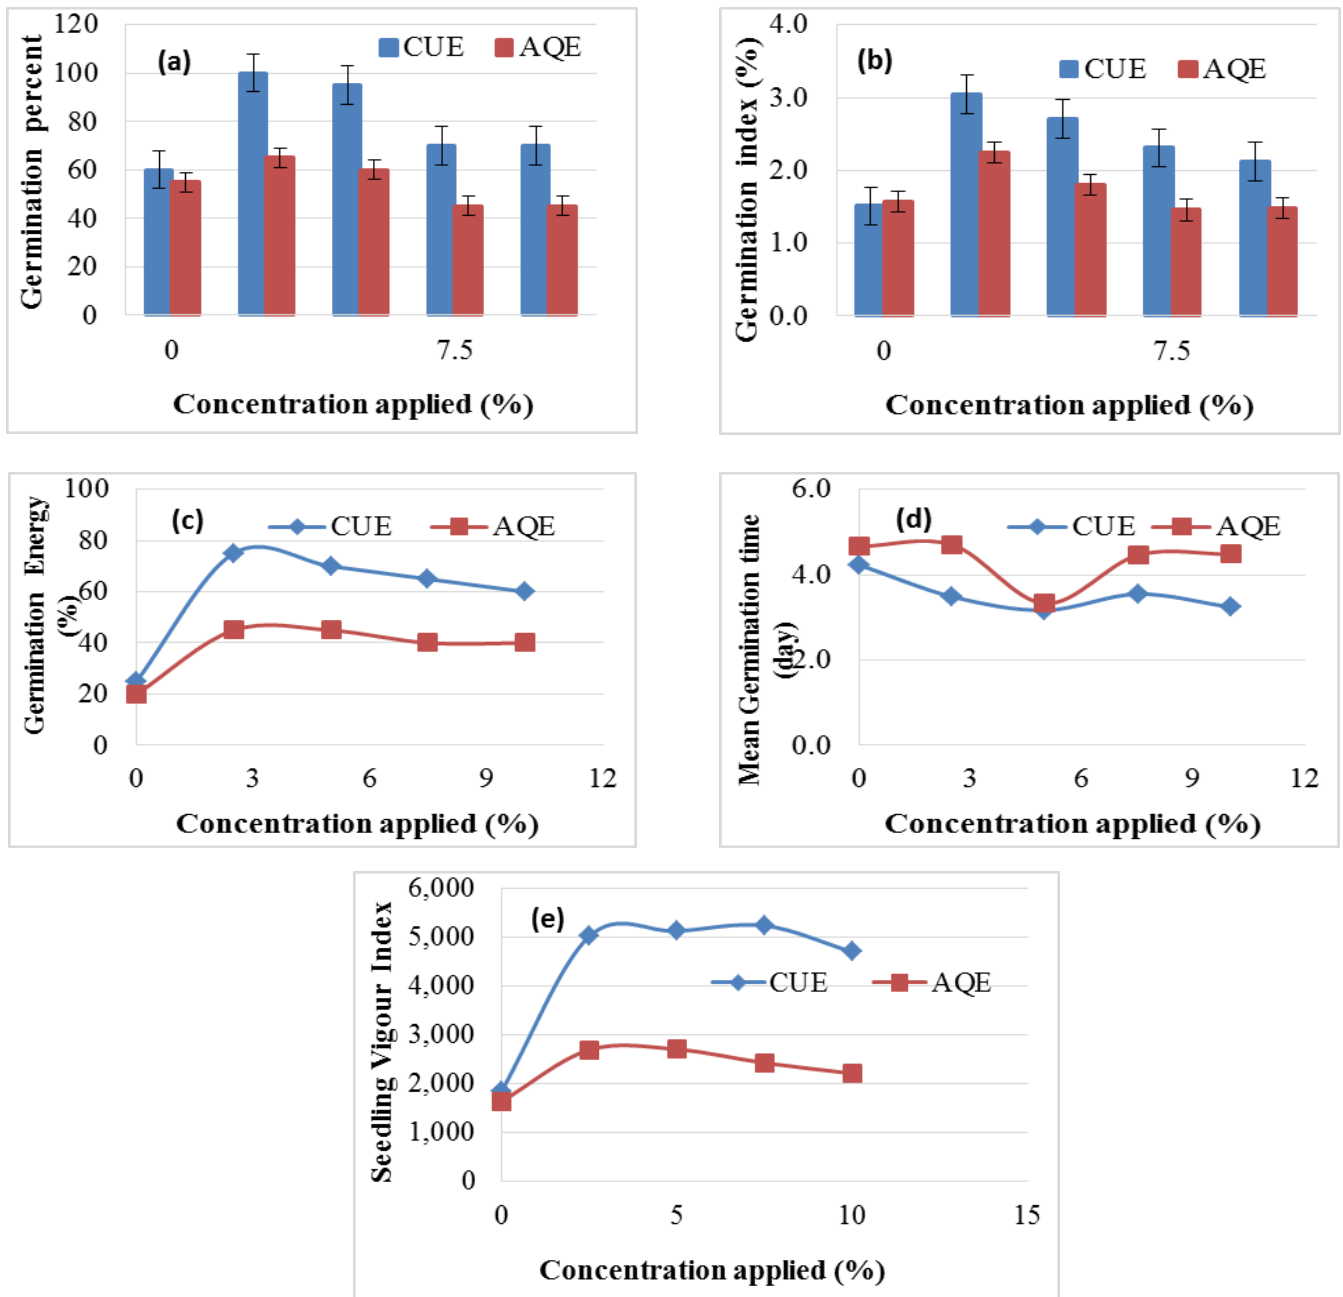 120
100
80
60
40
20
0
Germination percent
(a)
CUE AQE
0 7.5
Concentration applied (%)
4.0
3.0
2.0
1.0
0.0
Germination index (%)
(b)
CUE AQE
0 7.5
Concentration applied (%)
100
80
60
40
20
0
Germination Energy
(%)
(c)
CUE AQE
0 3 6 9 12
Concentration applied (%)
6.0
4.0
2.0
0.0
Mean Germination time
(day)
(d)
CUE AQE
0 3 6 9 12
Concentration applied (%)
6,000
5,000
4,000
3,000
2,000
1,000
0
Seedling Vigour Index
(e)
CUE AQE
0 5 10 15
Concentration applied (%)